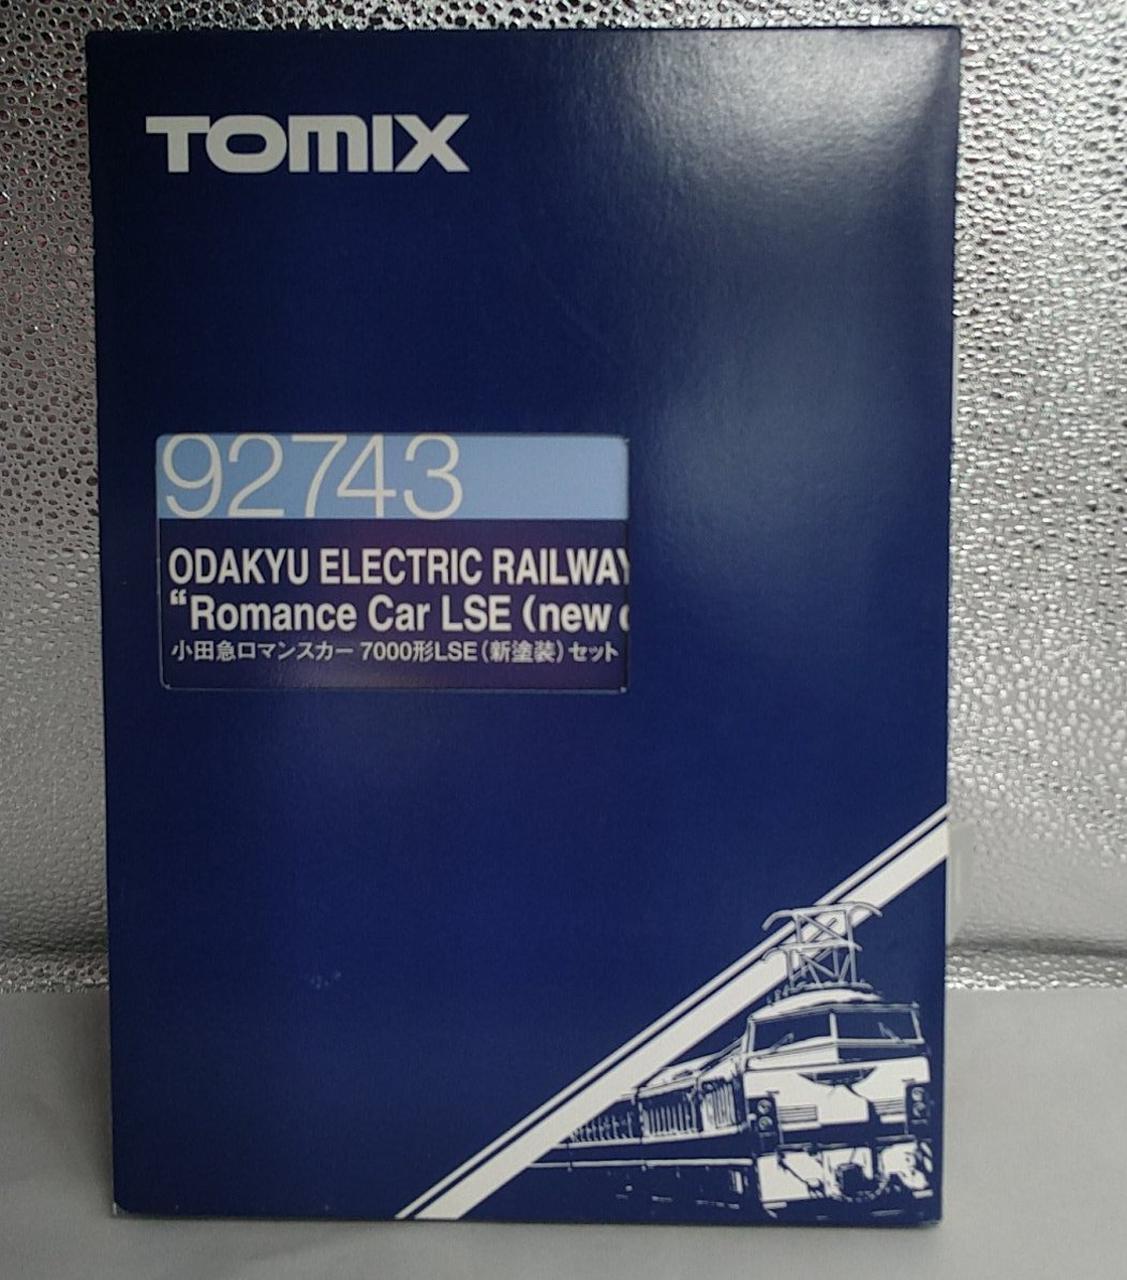 TOMIX
92743
ODAKYU ELECTRIC RAILWAY
“Romance Car LSE (new c
小田急ロマンスカー 7000形LSE(新塗装)セット